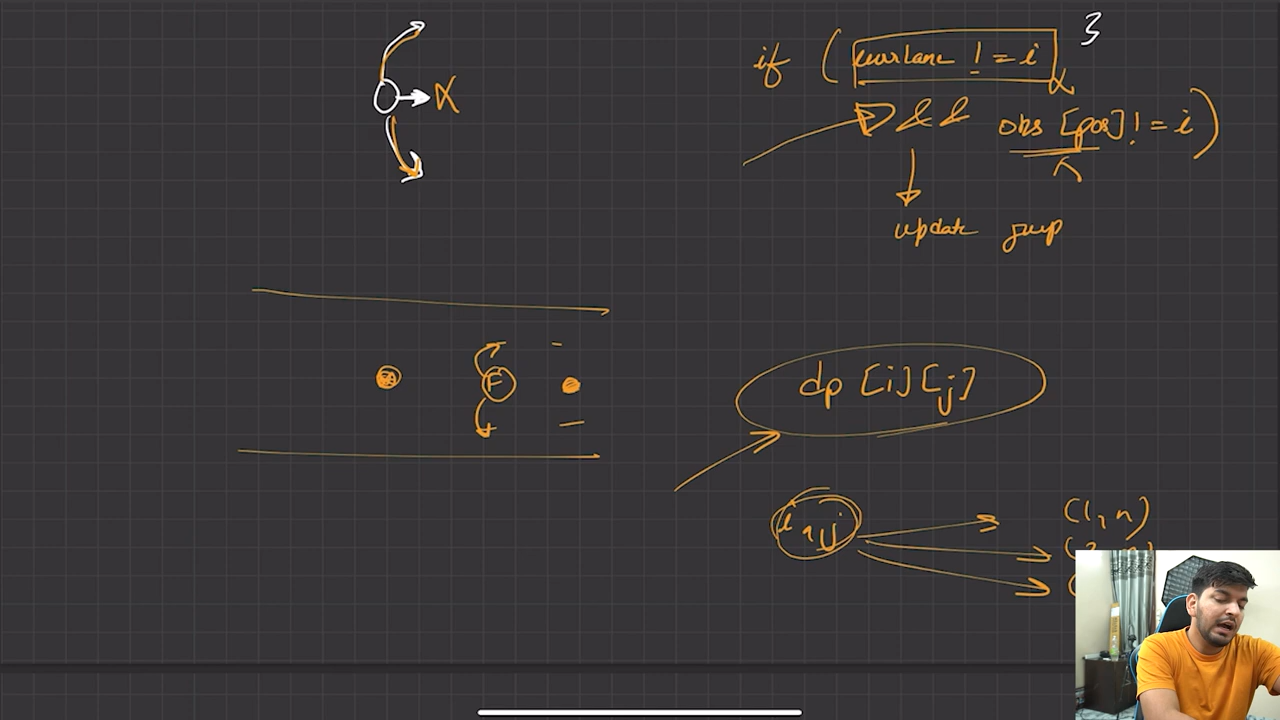 3
if ( currlane != i
&& obs [pos] != i )
update jump
F
dp [i][j]
i, j
(1, n)